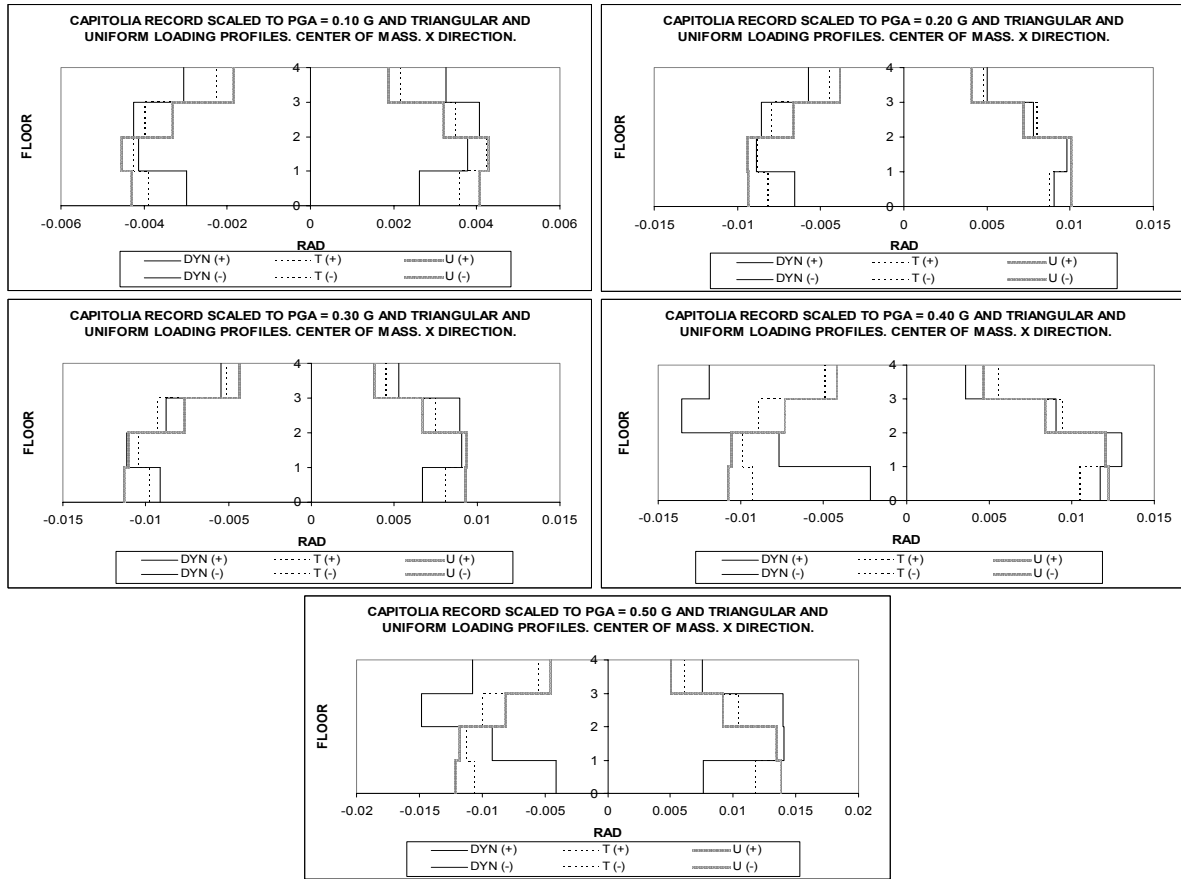 CAPITOLIA RECORD SCALED TO PGA = 0.10 G AND TRIANGULAR AND
UNIFORM LOADING PROFILES. CENTER OF MASS. X DIRECTION.
FLOOR
4
3
2
1
0
-0.006 -0.004 -0.002 0 0.002 0.004 0.006
RAD
DYN (+) T (+) U (+)
DYN (-) T (-) U (-)
CAPITOLIA RECORD SCALED TO PGA = 0.20 G AND TRIANGULAR AND
UNIFORM LOADING PROFILES. CENTER OF MASS. X DIRECTION.
FLOOR
4
3
2
1
0
-0.015 -0.01 -0.005 0 0.005 0.01 0.015
RAD
DYN (+) T (+) U (+)
DYN (-) T (-) U (-)
CAPITOLIA RECORD SCALED TO PGA = 0.30 G AND TRIANGULAR AND
UNIFORM LOADING PROFILES. CENTER OF MASS. X DIRECTION.
FLOOR
4
3
2
1
0
-0.015 -0.01 -0.005 0 0.005 0.01 0.015
RAD
DYN (+) T (+) U (+)
DYN (-) T (-) U (-)
CAPITOLIA RECORD SCALED TO PGA = 0.40 G AND TRIANGULAR AND
UNIFORM LOADING PROFILES. CENTER OF MASS. X DIRECTION.
FLOOR
4
3
2
1
0
-0.015 -0.01 -0.005 0 0.005 0.01 0.015
RAD
DYN (+) T (+) U (+)
DYN (-) T (-) U (-)
CAPITOLIA RECORD SCALED TO PGA = 0.50 G AND TRIANGULAR AND
UNIFORM LOADING PROFILES. CENTER OF MASS. X DIRECTION.
FLOOR
4
3
2
1
0
-0.02 -0.015 -0.01 -0.005 0 0.005 0.01 0.015 0.02
RAD
DYN (+) T (+) U (+)
DYN (-) T (-) U (-)